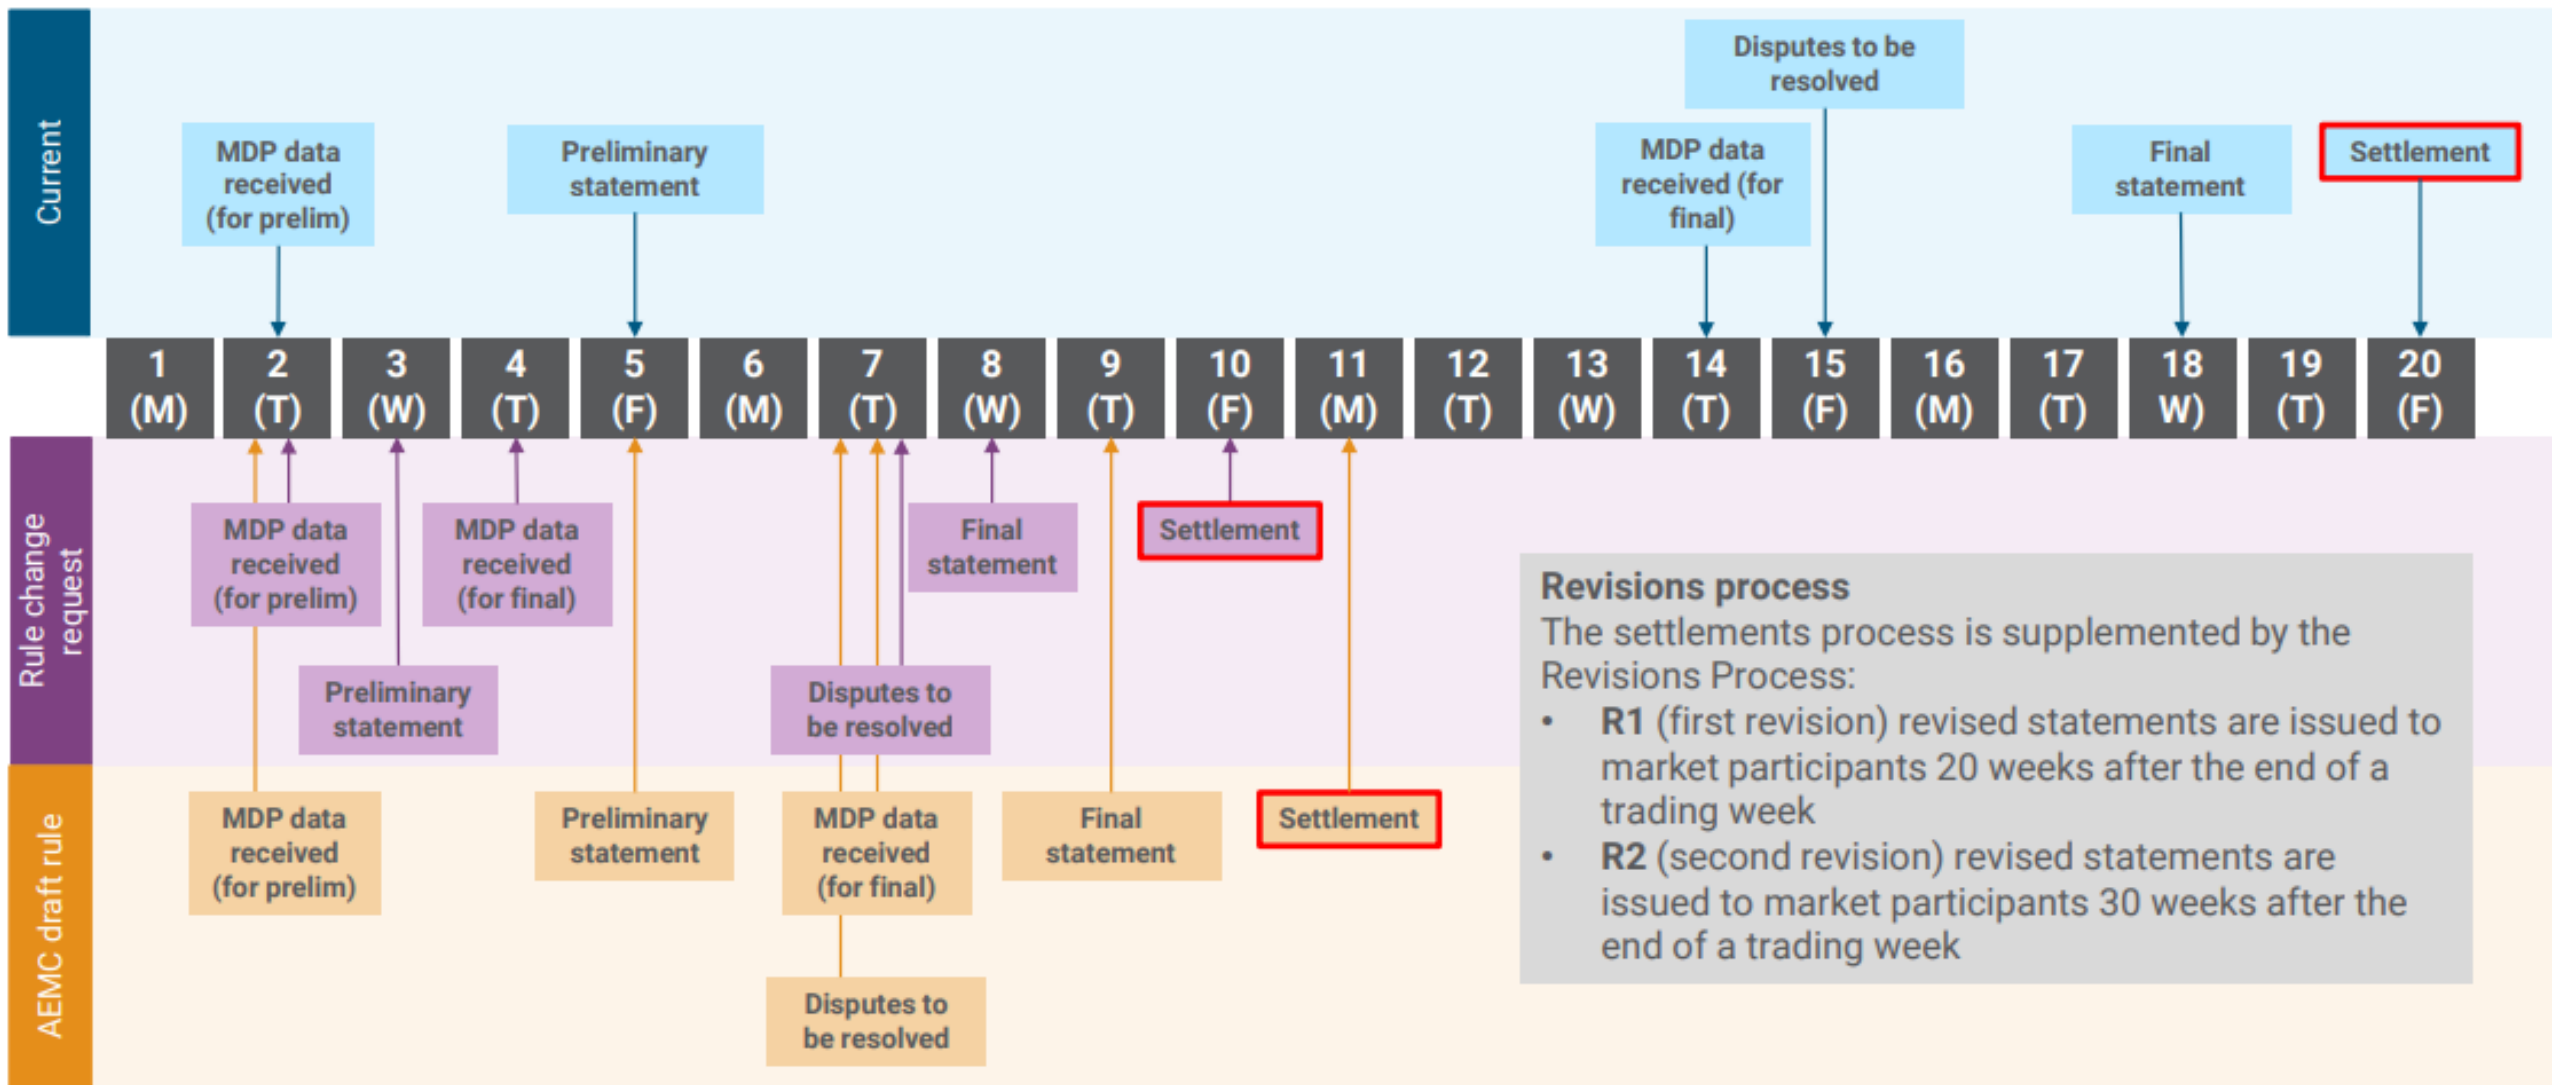 Current
Disputes to be
resolved
MDP data
received
(for prelim)
Preliminary
statement
MDP data
received (for
final)
Final
statement
Settlement
1
(M)
2
(T)
3
(W)
4
(T)
5
(F)
6
(M)
7
(T)
8
(W)
9
(T)
10
(F)
11
(M)
12
(T)
13
(W)
14
(T)
15
(F)
16
(M)
17
(T)
18
W)
19
(T)
20
(F)
Rule change
request
MDP data
received
(for prelim)
Preliminary
statement
MDP data
received
(for final)
Disputes to
be resolved
Final
statement
Settlement
AEMC draft rule
MDP data
received
(for prelim)
Preliminary
statement
MDP data
received
(for final)
Disputes to
be resolved
Final
statement
Settlement
Revisions process
The settlements process is supplemented by the
Revisions Process:
• R1 (first revision) revised statements are issued to
market participants 20 weeks after the end of a
trading week
• R2 (second revision) revised statements are
issued to market participants 30 weeks after the
end of a trading week